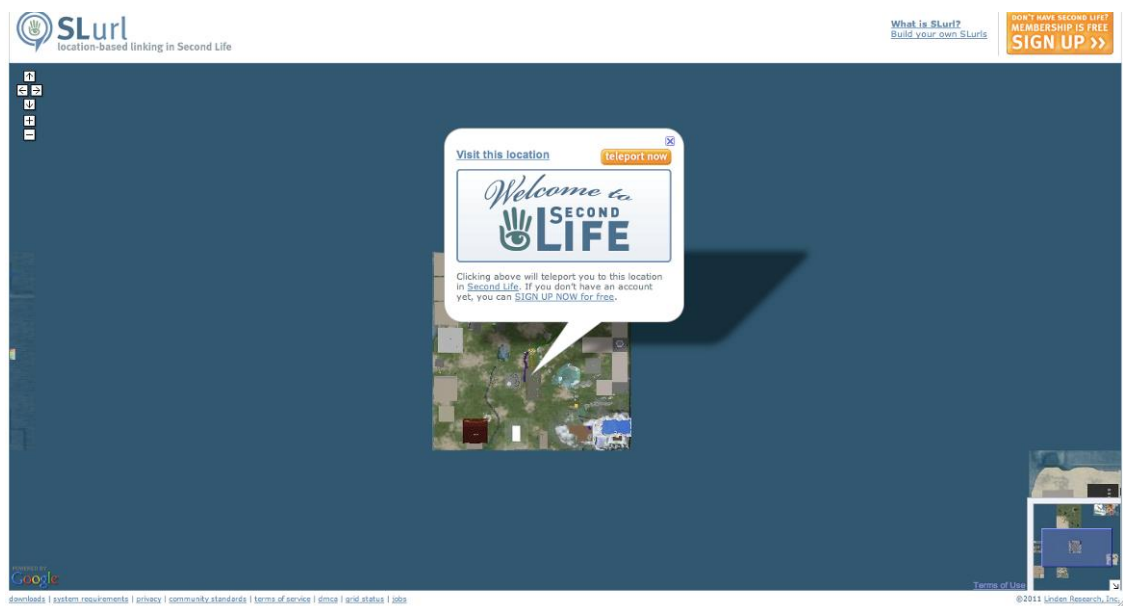 SLurl
location-based linking in Second Life
What is SLurl?
Build your own SLurls
DON'T HAVE SECOND LIFE?
MEMBERSHIP IS FREE
SIGN UP >>
Visit this location
teleport now
Welcome to
SECOND
LIFE
Clicking above will teleport you to this location
in Second Life. If you don't have an account
yet, you can SIGN UP NOW for free.
POWERED BY
Google
Terms of Use
downloads | system requirements | privacy | community standards | terms of service | dmca | grid status | jobs
©2011 Linden Research, Inc.